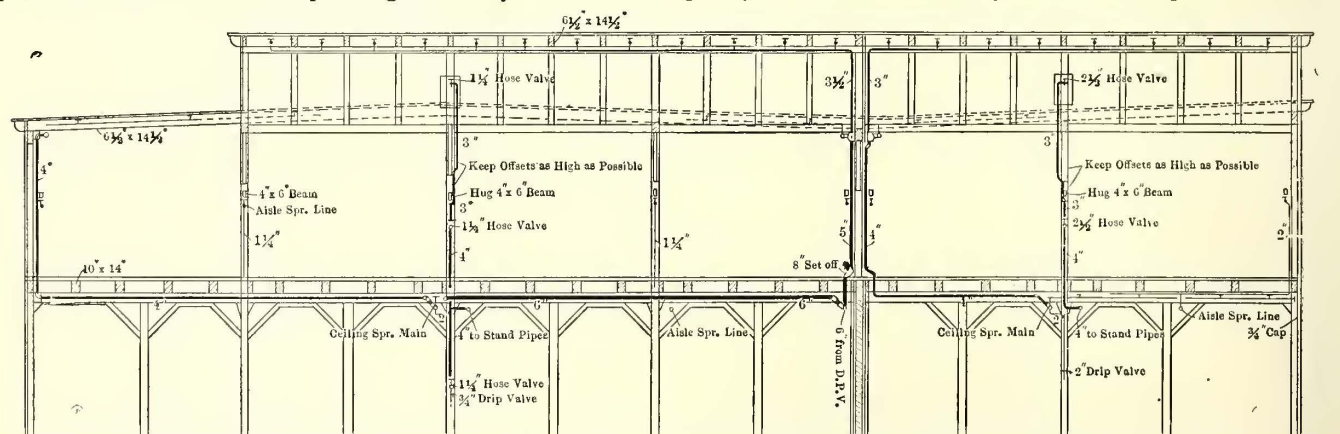 6½" x 14½"
1¼" Hose Valve
3½"
3"
2½" Hose Valve
6½" x 14½"
4"
3"
3"
Keep Offsets as High as Possible
Keep Offsets as High as Possible
4" x 6" Beam
Hug 4" x 6" Beam
Hug 4" x 6" Beam
Aisle Spr. Line
3"
3"
1¼" Hose Valve
2½" Hose Valve
1¼"
1¼"
5"
4"
2"
4"
4"
10" x 14"
8" Set off
4"
6"
6"
4"
2"
2"
Ceiling Spr. Main
4" to Stand Pipes
Aisle Spr. Line
6" from D.P.V.
Ceiling Spr. Main
4" to Stand Pipes
Aisle Spr. Line
¾" Cap
1¼" Hose Valve
¾" Drip Valve
2" Drip Valve